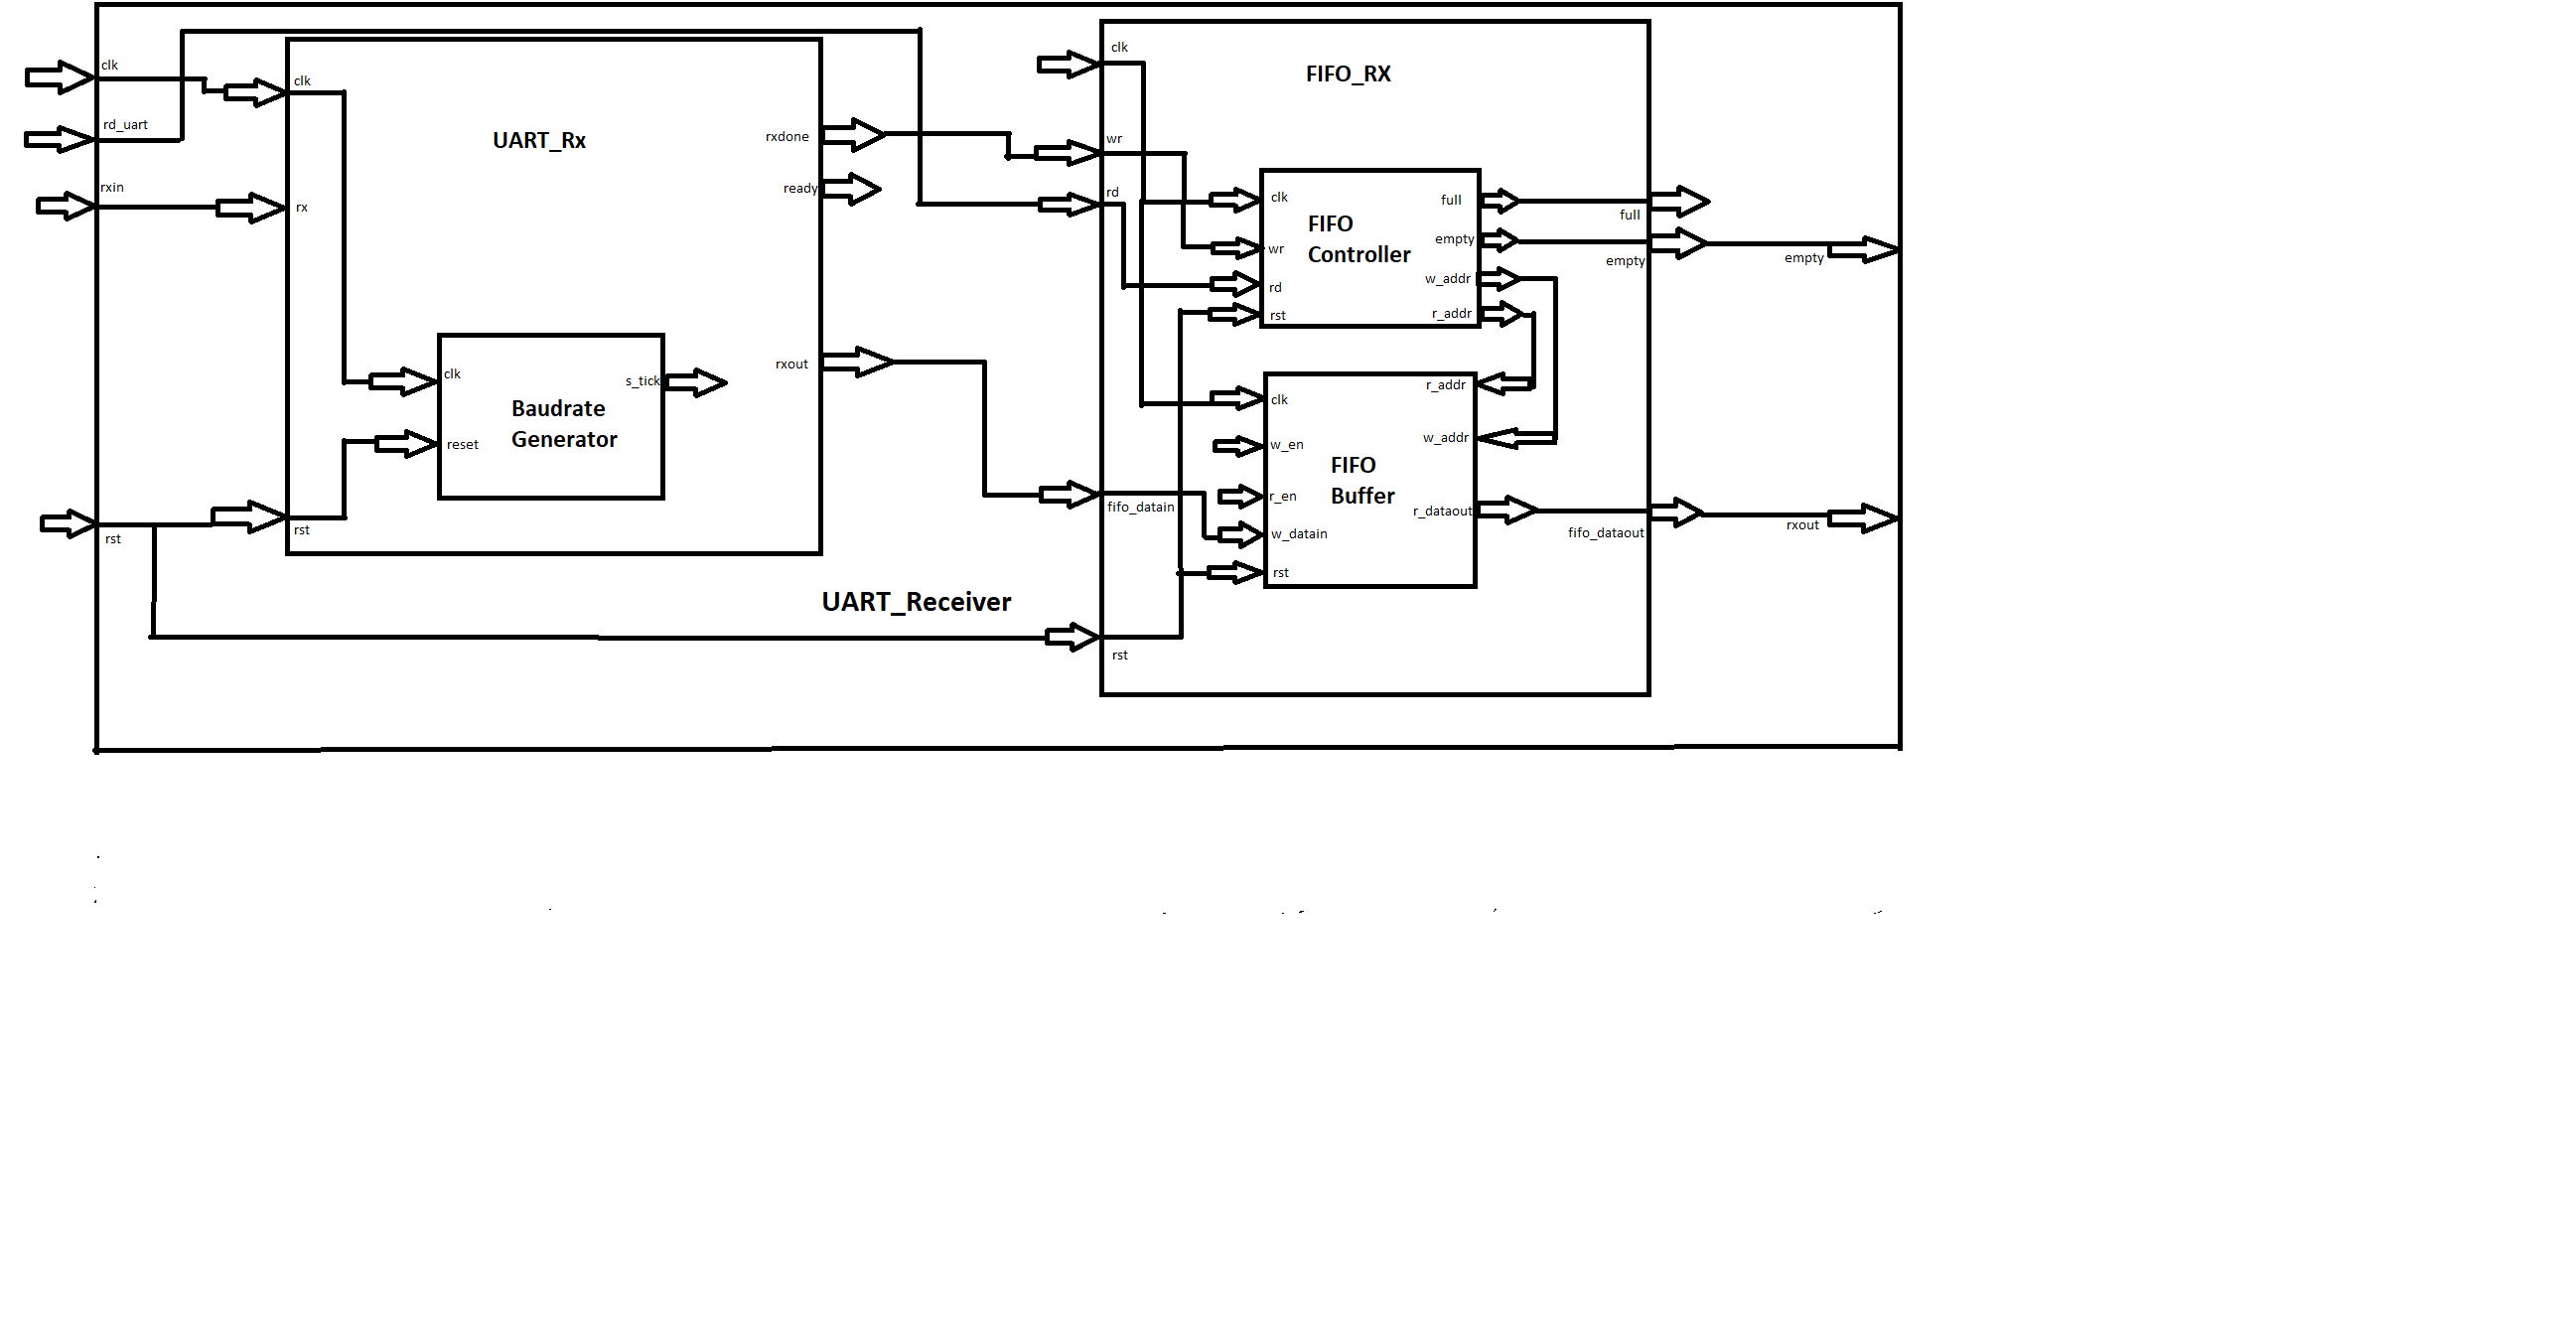 clk
rd_uart
rxin
rst
clk
rx
rst
UART_Rx
rxdone
ready
rxout
clk
reset
s_tick
Baudrate
Generator
UART_Receiver
clk
wr
rd
fifo_datain
rst
FIFO_RX
clk
wr
rd
rst
FIFO
Controller
full
empty
w_addr
r_addr
clk
w_en
r_en
w_datain
rst
FIFO
Buffer
r_addr
w_addr
r_dataout
full
empty
fifo_dataout
empty
rxout